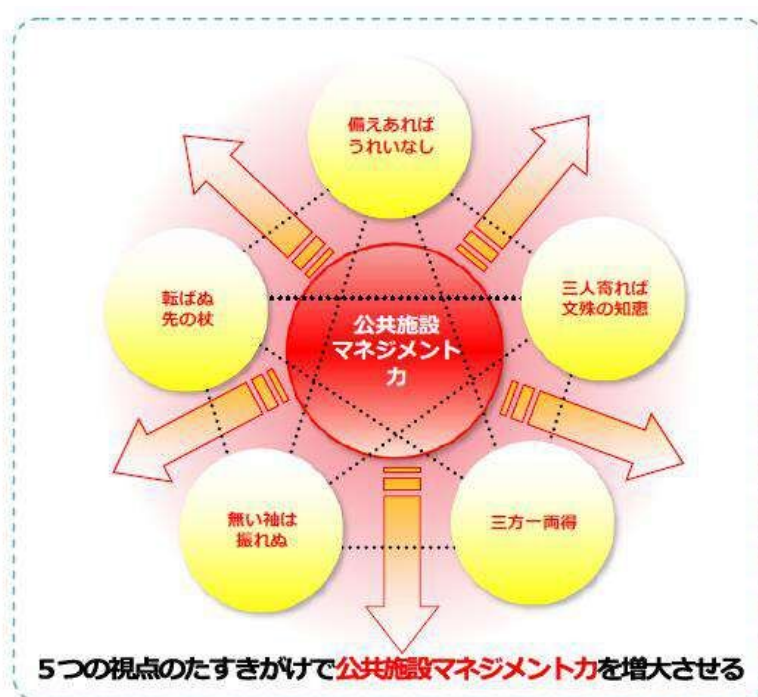 備えあれば
うれいなし
三人寄れば
文殊の知恵
転ばぬ
先の杖
公共施設
マネジメント
力
無い袖は
振れぬ
三方一両得
５つの視点のたすきがけで公共施設マネジメント力を増大させる